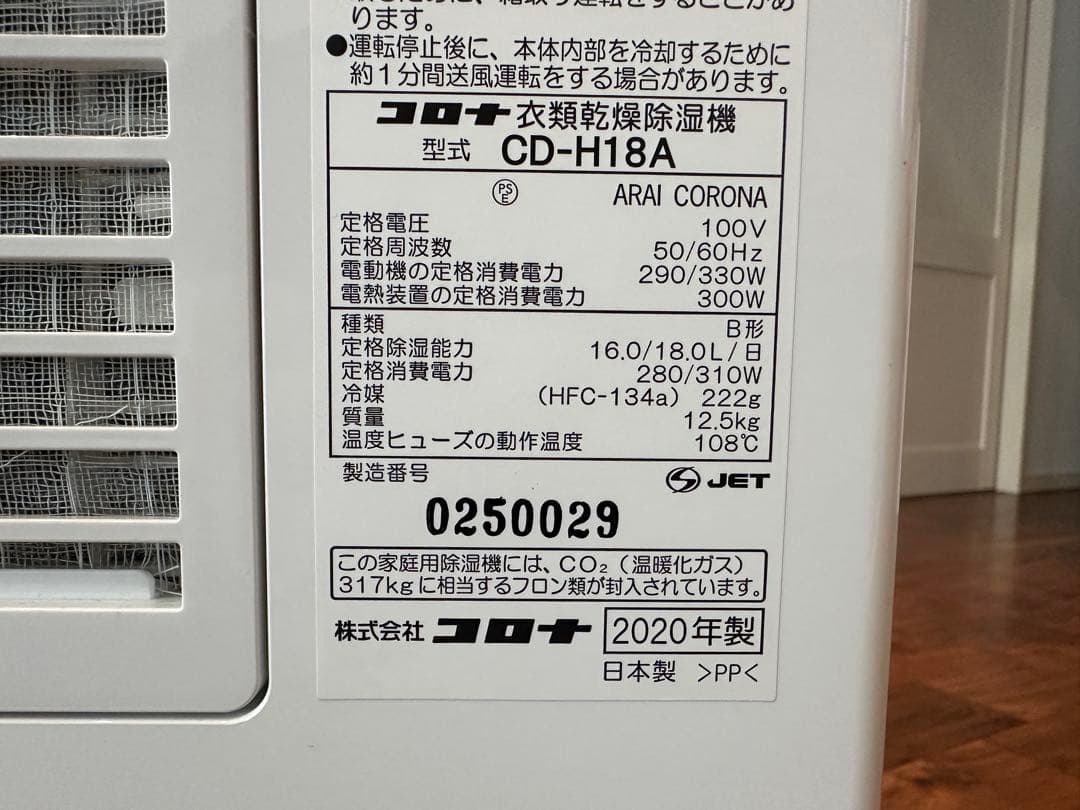 ります。
●運転停止後に、本体内部を冷却するために
約1分間送風運転をする場合があります。
コロナ衣類乾燥除湿機
型式 CD-H18A
PSE ARAI CORONA
定格電圧 100V
定格周波数 50/60Hz
電動機の定格消費電力 290/330W
電熱装置の定格消費電力 300W
種類 B形
定格除湿能力 16.0/18.0L/日
定格消費電力 280/310W
冷媒 (HFC-134a) 222g
質量 12.5kg
温度ヒューズの動作温度 108℃
製造番号 JET
0250029
この家庭用除湿機には、CO₂(温暖化ガス)
317kgに相当するフロン類が封入されています。
株式会社 コロナ 2020年製
日本製 >PP<